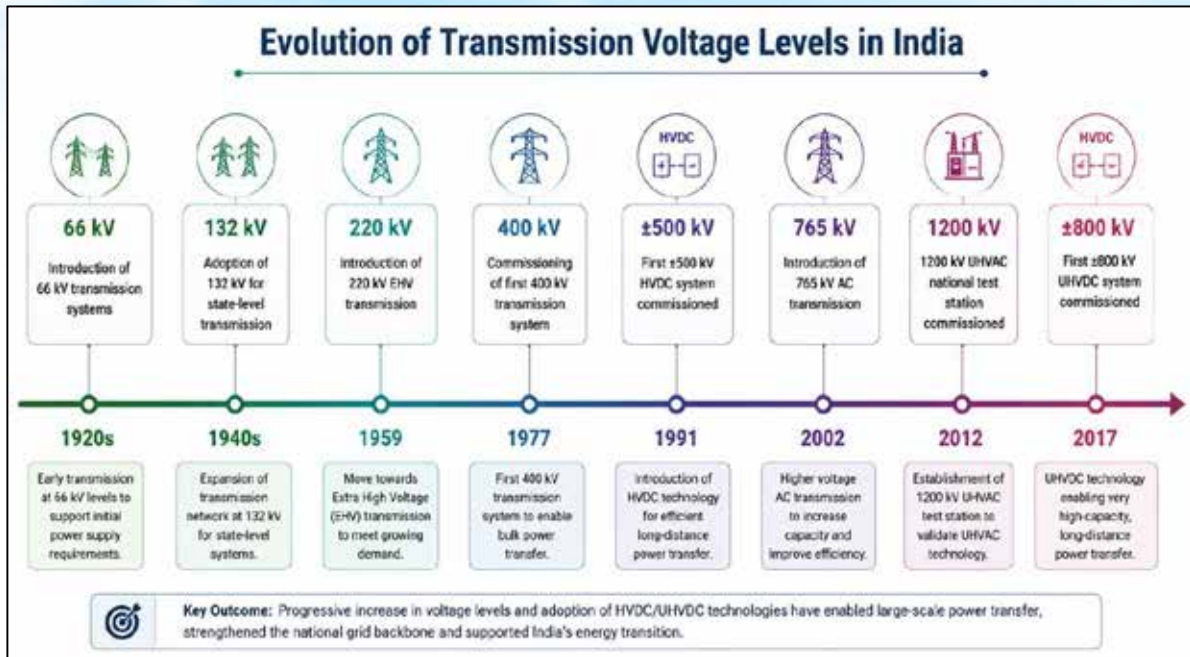 Evolution of Transmission Voltage Levels in India
HVDC
HVDC
66 kV
Introduction of
66 kV transmission
systems
132 kV
Adoption of
132 kV for
state-level
transmission
220 kV
Introduction of
220 kV EHV
transmission
400 kV
Commissioning
of first 400 kV
transmission
system
±500 kV
First ±500 kV
HVDC system
commissioned
765 kV
Introduction of
765 kV AC
transmission
1200 kV
1200 kV UHVAC
national test
station
commissioned
±800 kV
First ±800 kV
UHVDC system
commissioned
1920s
1940s
1959
1977
1991
2002
2012
2017
Early transmission
at 66 kV levels to
support initial
power supply
requirements.
Expansion of
transmission
network at 132 kV
for state-level
systems.
Move towards
Extra High Voltage
(EHV) transmission
to meet growing
demand.
First 400 kV
transmission
system to enable
bulk power
transfer.
Introduction of
HVDC technology
for efficient
long-distance
power transfer.
Higher voltage
AC transmission
to increase
capacity and
improve efficiency.
Establishment of
1200 kV UHVAC
test station to
validate UHVAC
technology.
UHVDC technology
enabling very
high-capacity,
long-distance
power transfer.
Key Outcome: Progressive increase in voltage levels and adoption of HVDC/UHVDC technologies have enabled large-scale power transfer,
strengthened the national grid backbone and supported India's energy transition.